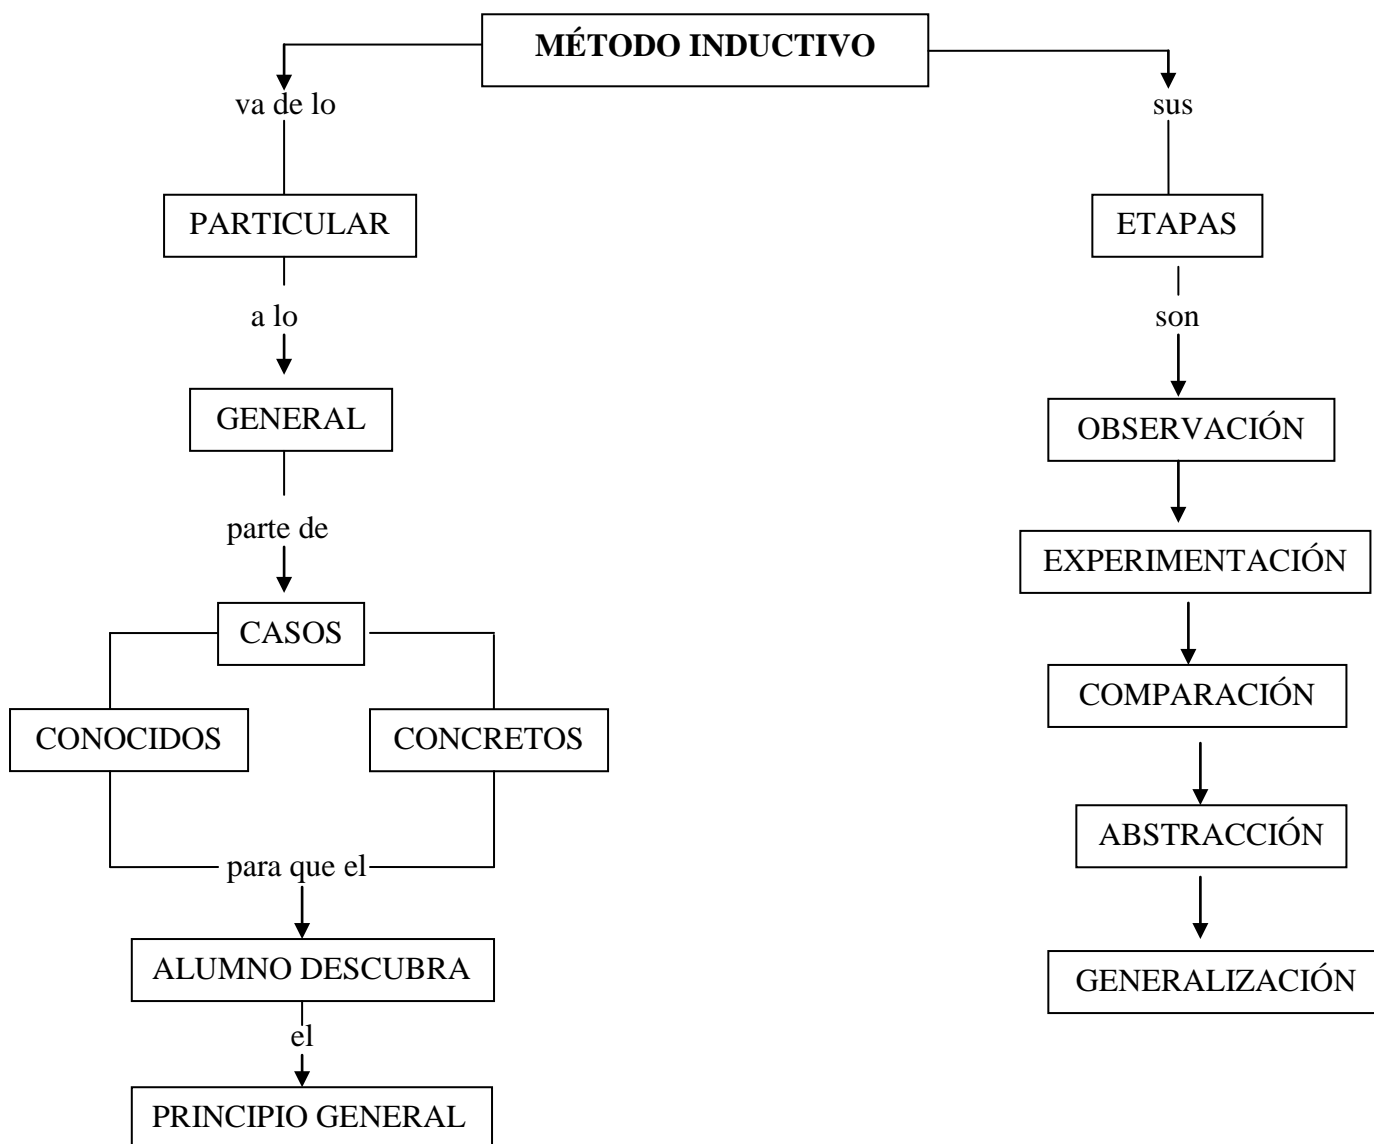 MÉTODO INDUCTIVO
va de lo
PARTICULAR
a lo
GENERAL
parte de
CASOS
CONOCIDOS
CONCRETOS
para que el
ALUMNO DESCUBRA
el
PRINCIPIO GENERAL
sus
ETAPAS
son
OBSERVACIÓN
EXPERIMENTACIÓN
COMPARACIÓN
ABSTRACCIÓN
GENERALIZACIÓN